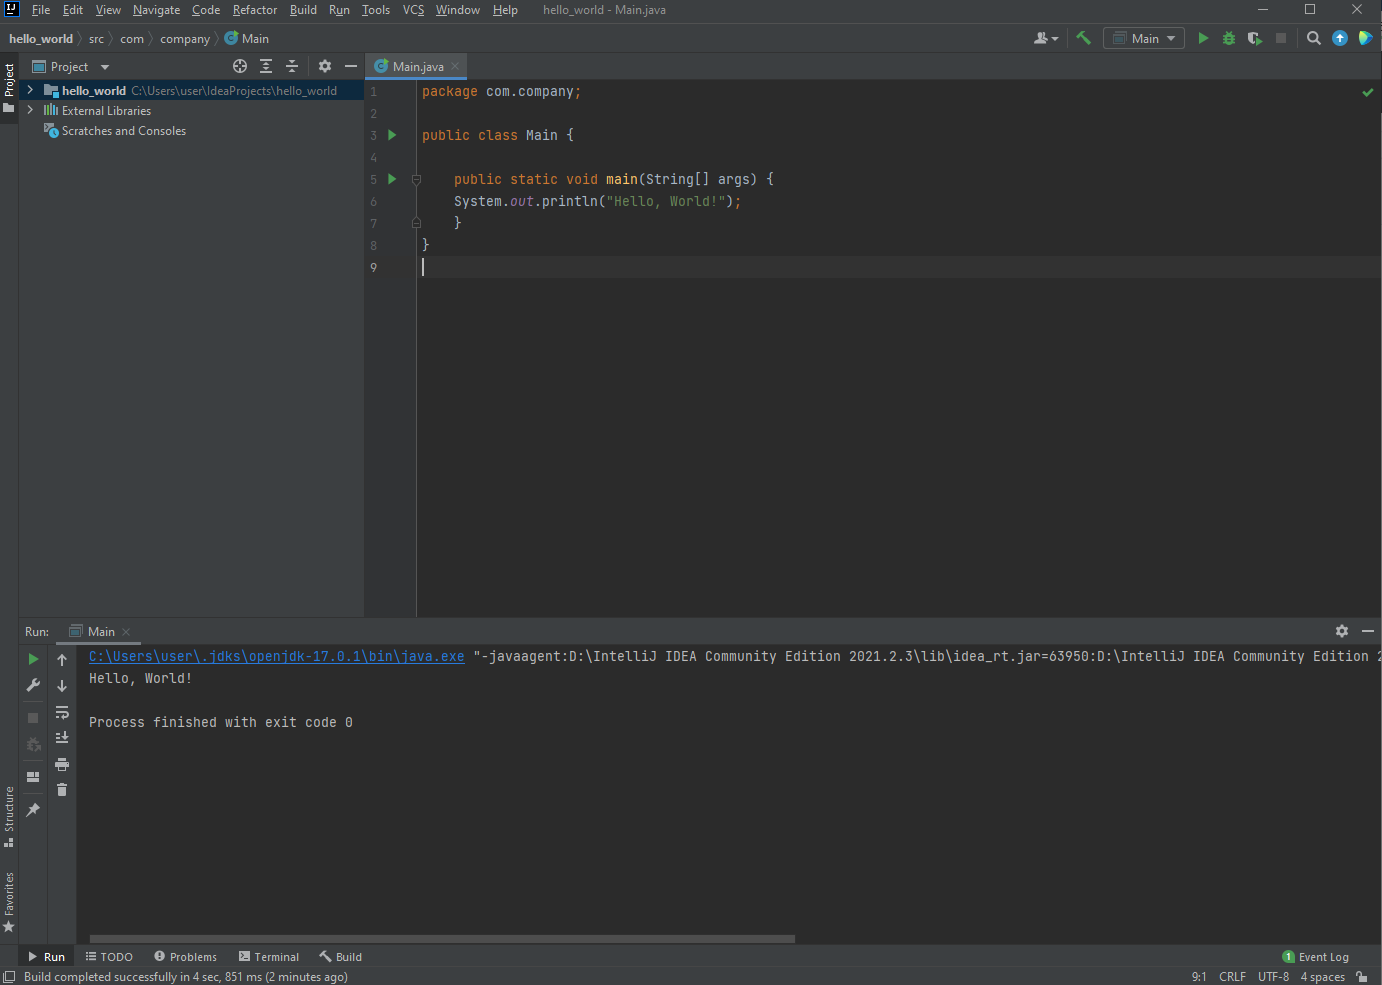 IJ File Edit View Navigate Code Refactor Build Run Tools VCS Window Help hello_world - Main.java
hello_world src com company Main
Main
Project
Project
hello_world C:\Users\user\IdeaProjects\hello_world
External Libraries
Scratches and Consoles
Main.java
1 package com.company;
2
3 public class Main {
4
5 public static void main(String[] args) {
6 System.out.println("Hello, World!");
7 }
8 }
9
Run: Main
C:\Users\user\.jdks\openjdk-17.0.1\bin\java.exe "-javaagent:D:\IntelliJ IDEA Community Edition 2021.2.3\lib\idea_rt.jar=63950:D:\IntelliJ IDEA Community Edition 2
Hello, World!
Process finished with exit code 0
Structure
Favorites
Run TODO Problems Terminal Build
1 Event Log
Build completed successfully in 4 sec, 851 ms (2 minutes ago)
9:1 CRLF UTF-8 4 spaces